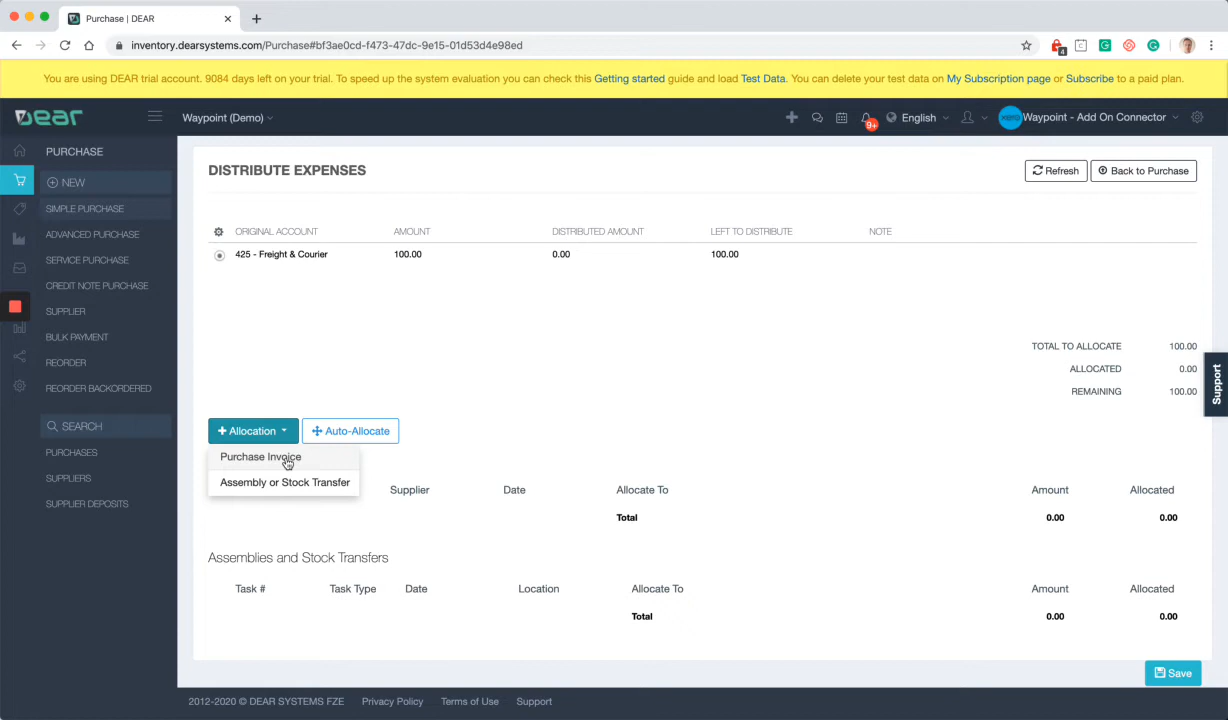 Purchase | DEAR
inventory.dearsystems.com/Purchase#bf3ae0cd-f473-47dc-9e15-01d53d4e98ed
4
You are using DEAR trial account. 9084 days left on your trial. To speed up the system evaluation you can check this Getting started guide and load Test Data. You can delete your test data on My Subscription page or Subscribe to a paid plan.
DEAR
Waypoint (Demo)
9+
English
xero
Waypoint - Add On Connector
PURCHASE
NEW
SIMPLE PURCHASE
ADVANCED PURCHASE
SERVICE PURCHASE
CREDIT NOTE PURCHASE
SUPPLIER
BULK PAYMENT
REORDER
REORDER BACKORDERED
SEARCH
PURCHASES
SUPPLIERS
SUPPLIER DEPOSITS
DISTRIBUTE EXPENSES
Refresh
Back to Purchase
ORIGINAL ACCOUNT AMOUNT DISTRIBUTED AMOUNT LEFT TO DISTRIBUTE NOTE
425 - Freight & Courier 100.00 0.00 100.00
TOTAL TO ALLOCATE 100.00
ALLOCATED 0.00
REMAINING 100.00
Support
Allocation
Auto-Allocate
Purchase Invoice
Assembly or Stock Transfer
Supplier Date Allocate To Amount Allocated
Total 0.00 0.00
Assemblies and Stock Transfers
Task # Task Type Date Location Allocate To Amount Allocated
Total 0.00 0.00
Save
2012-2020 © DEAR SYSTEMS FZE Privacy Policy Terms of Use Support